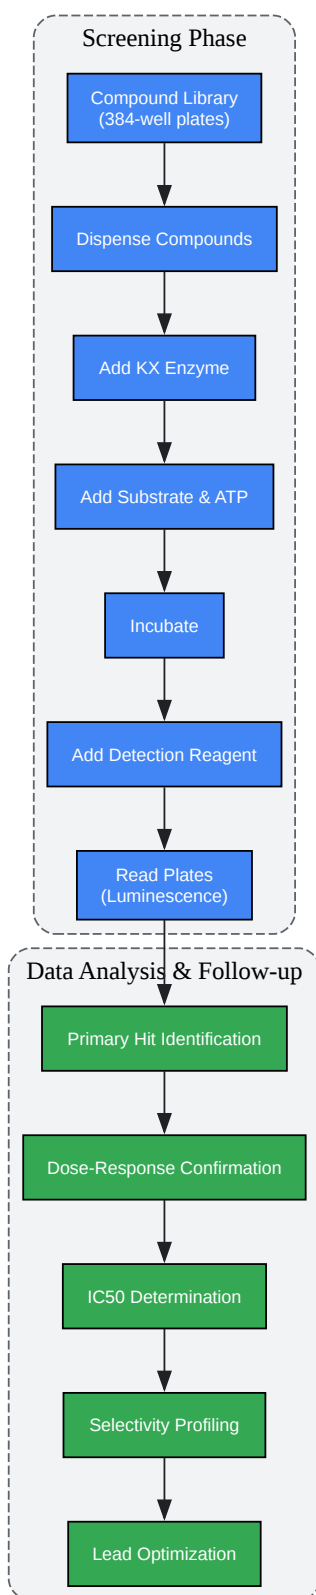 Screening Phase
Compound Library
(384-well plates)
Dispense Compounds
Add KX Enzyme
Add Substrate & ATP
Incubate
Add Detection Reagent
Read Plates
(Luminescence)
Data Analysis & Follow-up
Primary Hit Identification
Dose-Response Confirmation
IC50 Determination
Selectivity Profiling
Lead Optimization